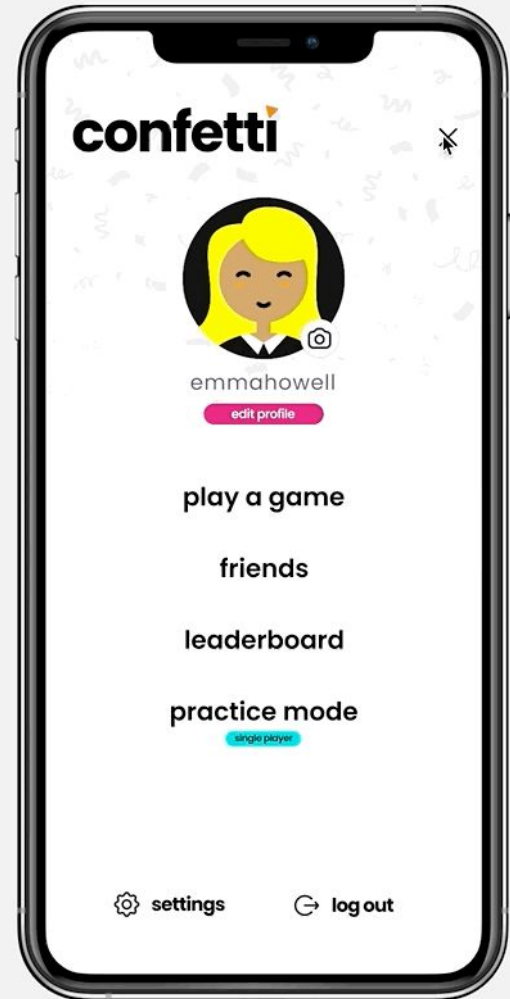 confetti
emmahowell
edit profile
play a game
friends
leaderboard
practice mode
single player
settings
log out